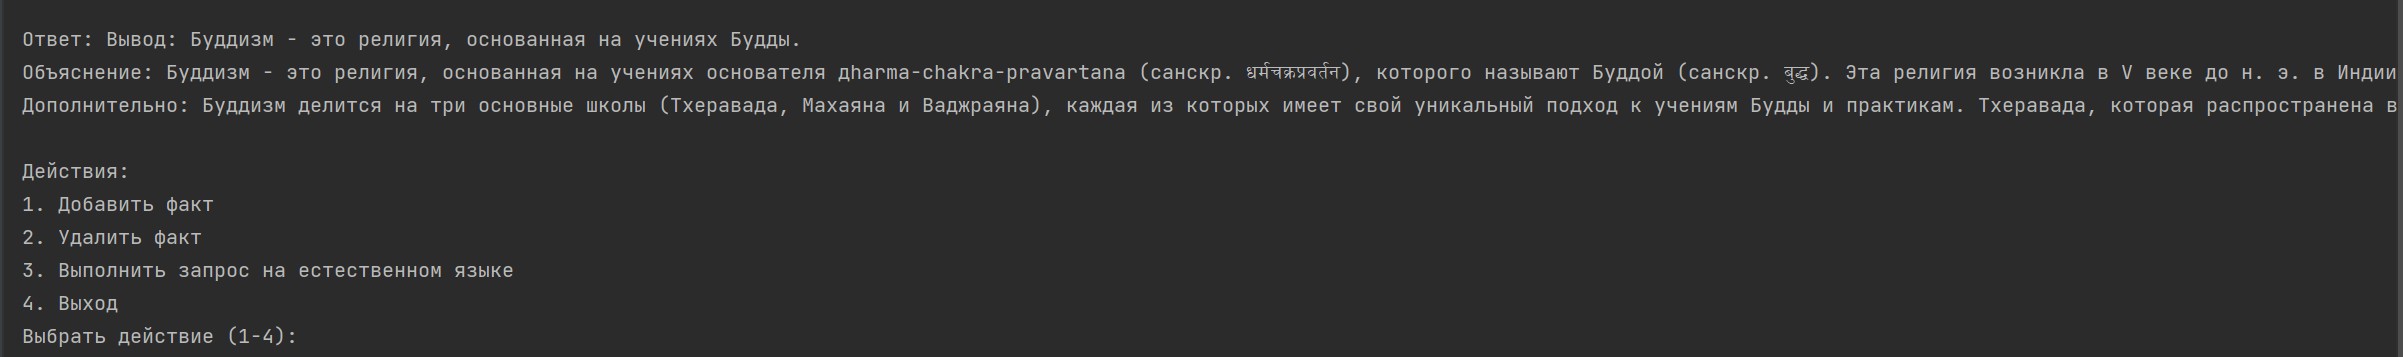 Ответ: Вывод: Буддизм - это религия, основанная на учениях Будды.
Объяснение: Буддизм - это религия, основанная на учениях основателя дharma-chakra-pravartana (санскр. धर्मचक्रप्रवर्तन), которого называют Буддой (санскр. बुद्ध). Эта религия возникла в V веке до н. э. в Индии
Дополнительно: Буддизм делится на три основные школы (Тхеравада, Махаяна и Ваджраяна), каждая из которых имеет свой уникальный подход к учениям Будды и практикам. Тхеравада, которая распространена в
Действия:
1. Добавить факт
2. Удалить факт
3. Выполнить запрос на естественном языке
4. Выход
Выбрать действие (1-4):